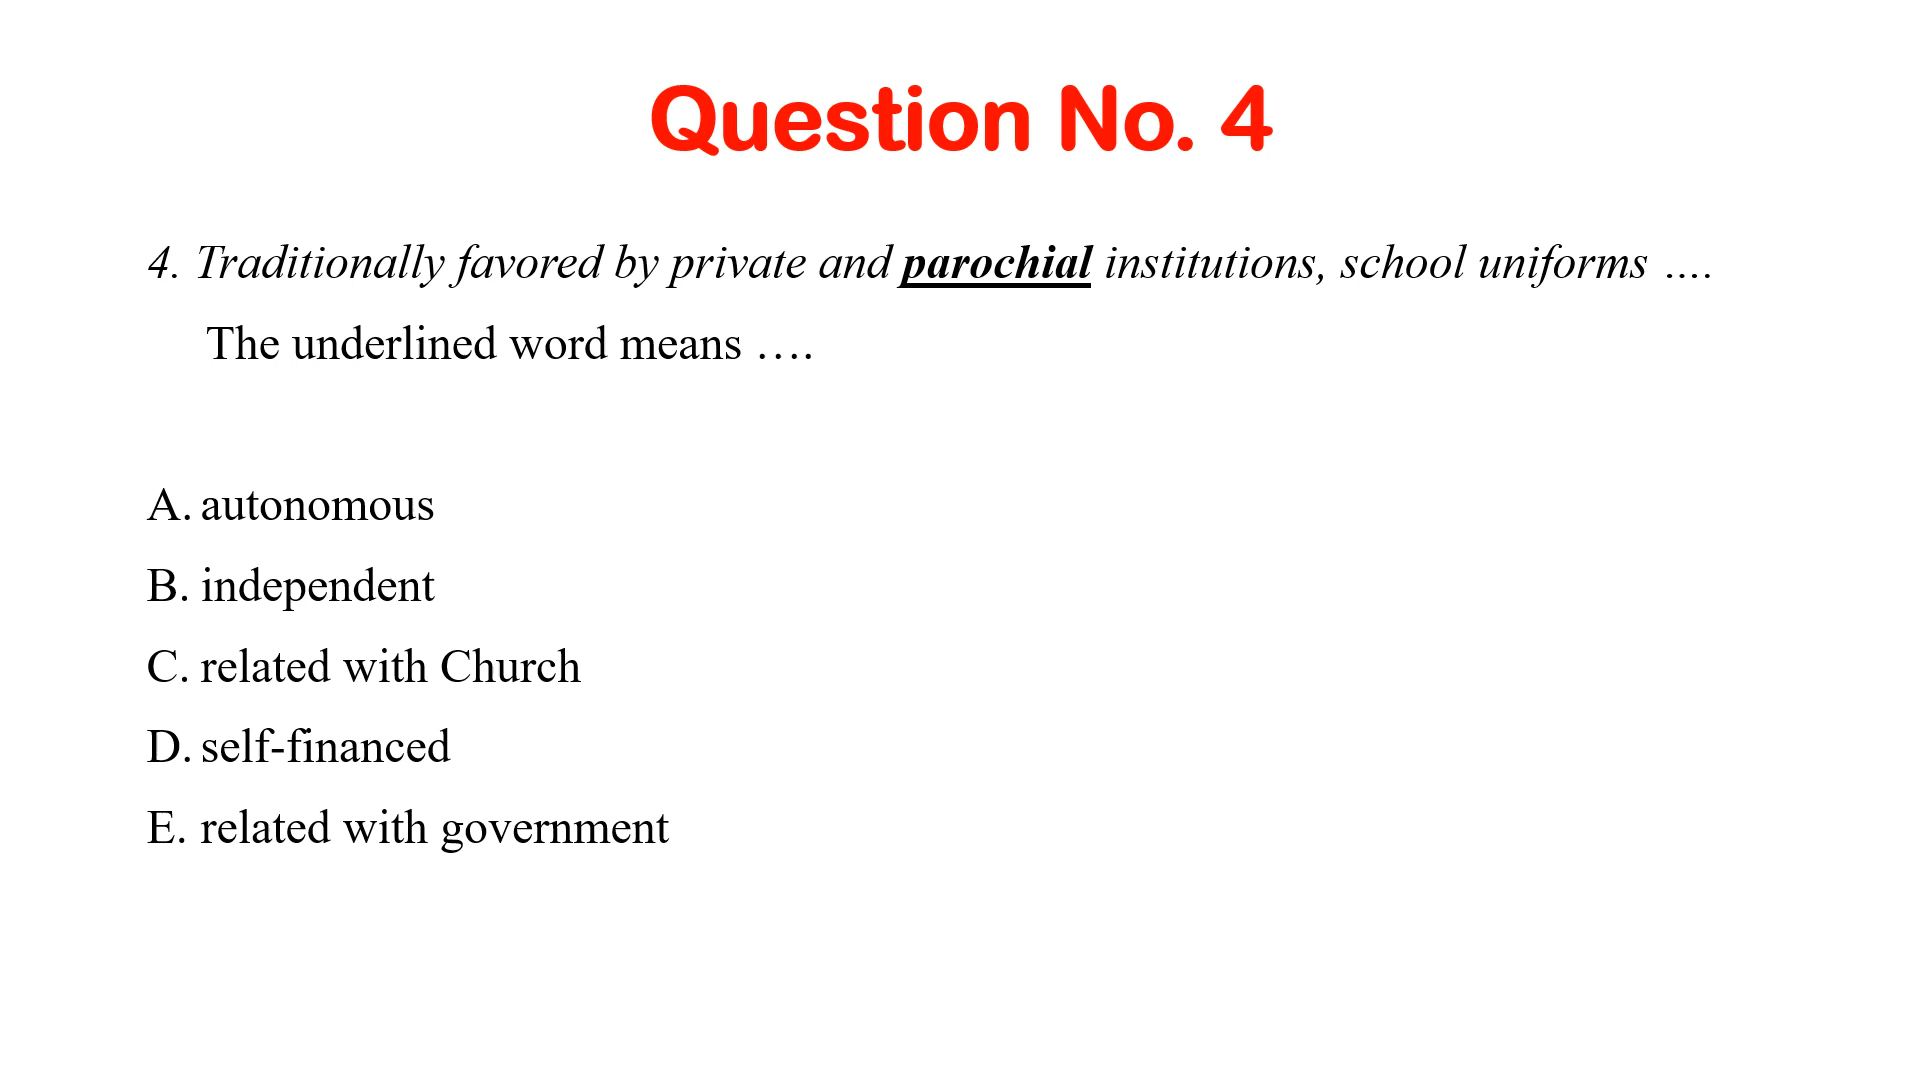 Question No. 4
4. Traditionally favored by private and parochial institutions, school uniforms ….
The underlined word means ….
A. autonomous
B. independent
C. related with Church
D. self-financed
E. related with government